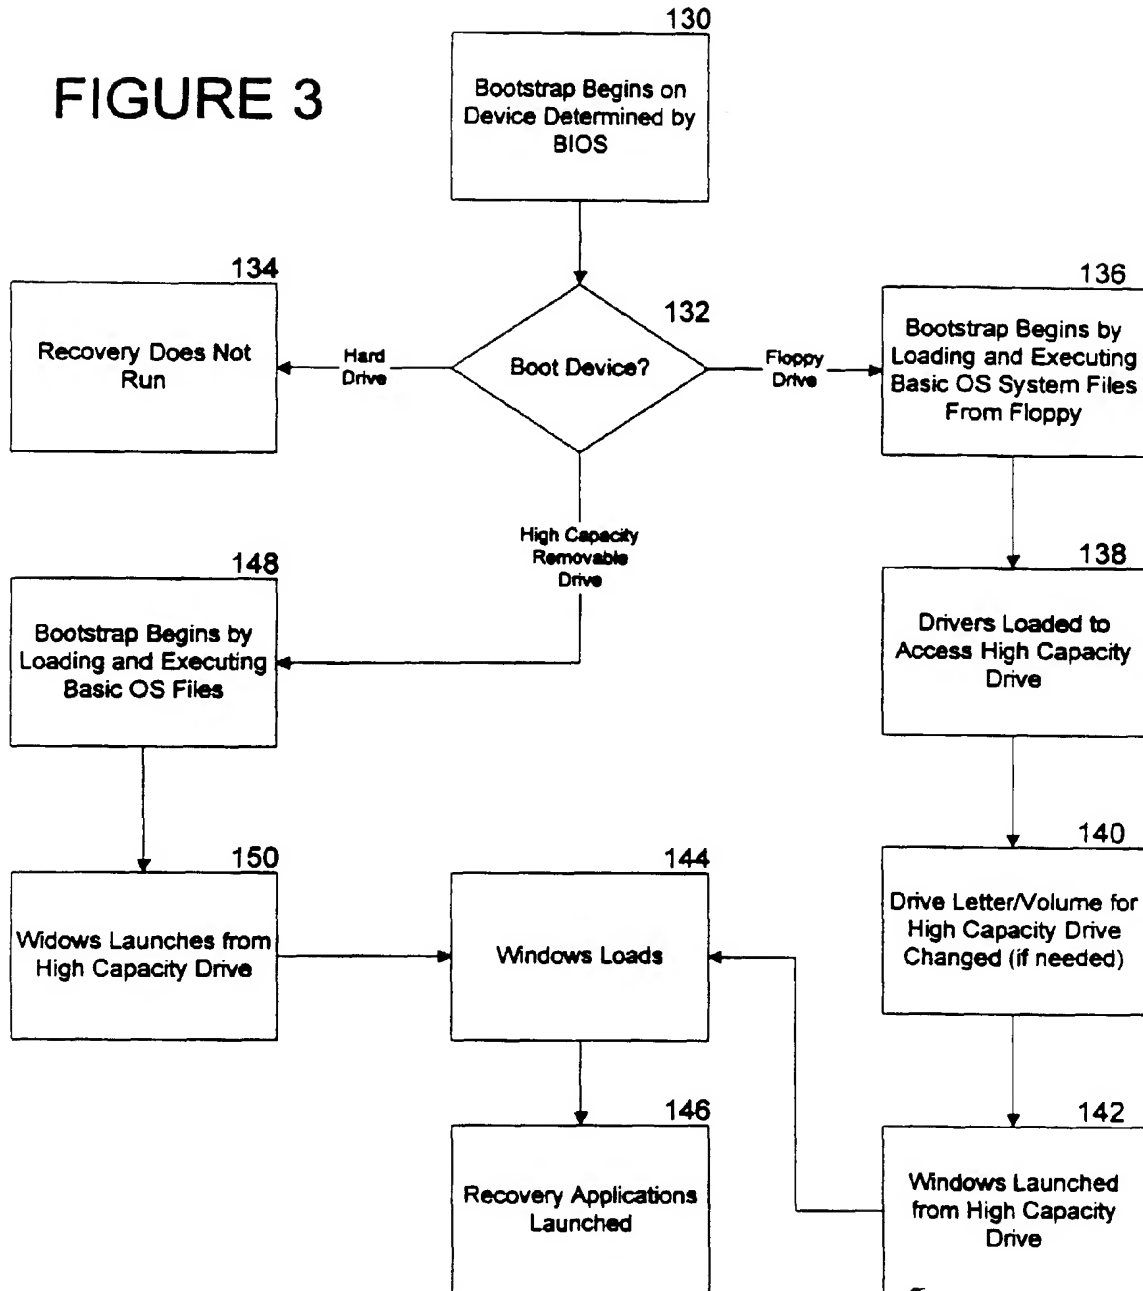 FIGURE 3
130
Bootstrap Begins on
Device Determined by
BIOS
134
Recovery Does Not
Run
Hard
Drive
132
Boot Device?
Floppy
Drive
136
Bootstrap Begins by
Loading and Executing
Basic OS System Files
From Floppy
High Capacity
Removable
Drive
148
Bootstrap Begins by
Loading and Executing
Basic OS Files
138
Drivers Loaded to
Access High Capacity
Drive
150
Widows Launches from
High Capacity Drive
144
Windows Loads
140
Drive Letter/Volume for
High Capacity Drive
Changed (if needed)
146
Recovery Applications
Launched
142
Windows Launched
from High Capacity
Drive